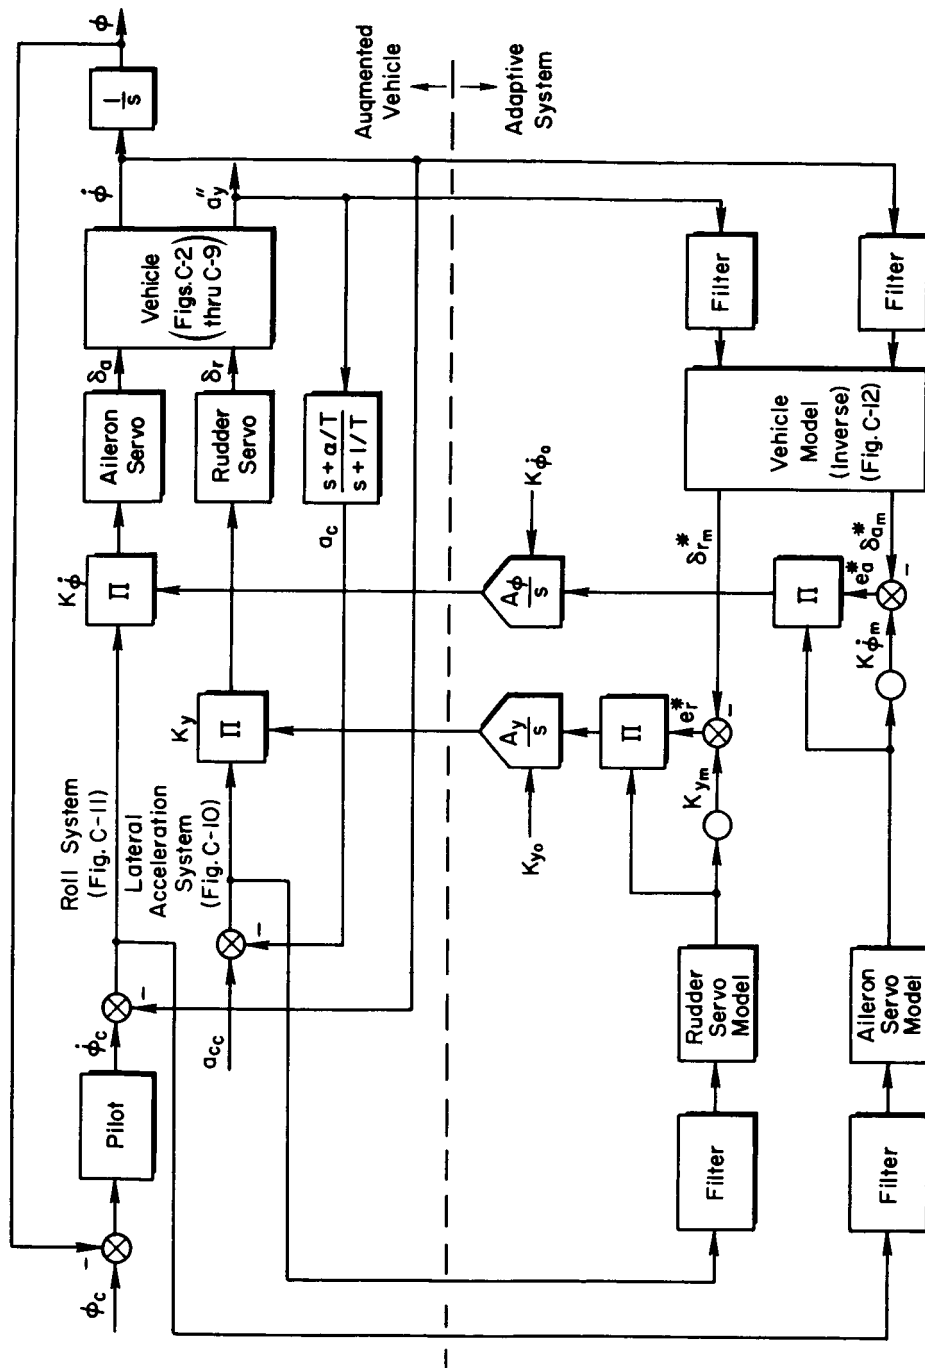 ϕc
−
Pilot
ϕ̇c
−
Roll System
(Fig. C-11)
Kϕ̇
Π
Aileron
Servo
δa
Vehicle
(Figs. C-2
thru C-9)
ϕ̇
1/s
ϕ
acc
−
Lateral
Acceleration
System
(Fig. C-10)
Ky
Π
Rudder
Servo
δr
a″y
ac
s + α/T
s + 1/T
Augmented
Vehicle
Adaptive
System
Kyo
Ay/s
Aϕ̇/s
Kϕ̇o
Filter
Rudder
Servo
Model
Kym
−
e*r
Π
δ*rm
Filter
Filter
Aileron
Servo
Model
Kϕ̇m
−
e*a
Π
δ*am
Vehicle
Model
(Inverse)
(Fig. C-12)
Filter